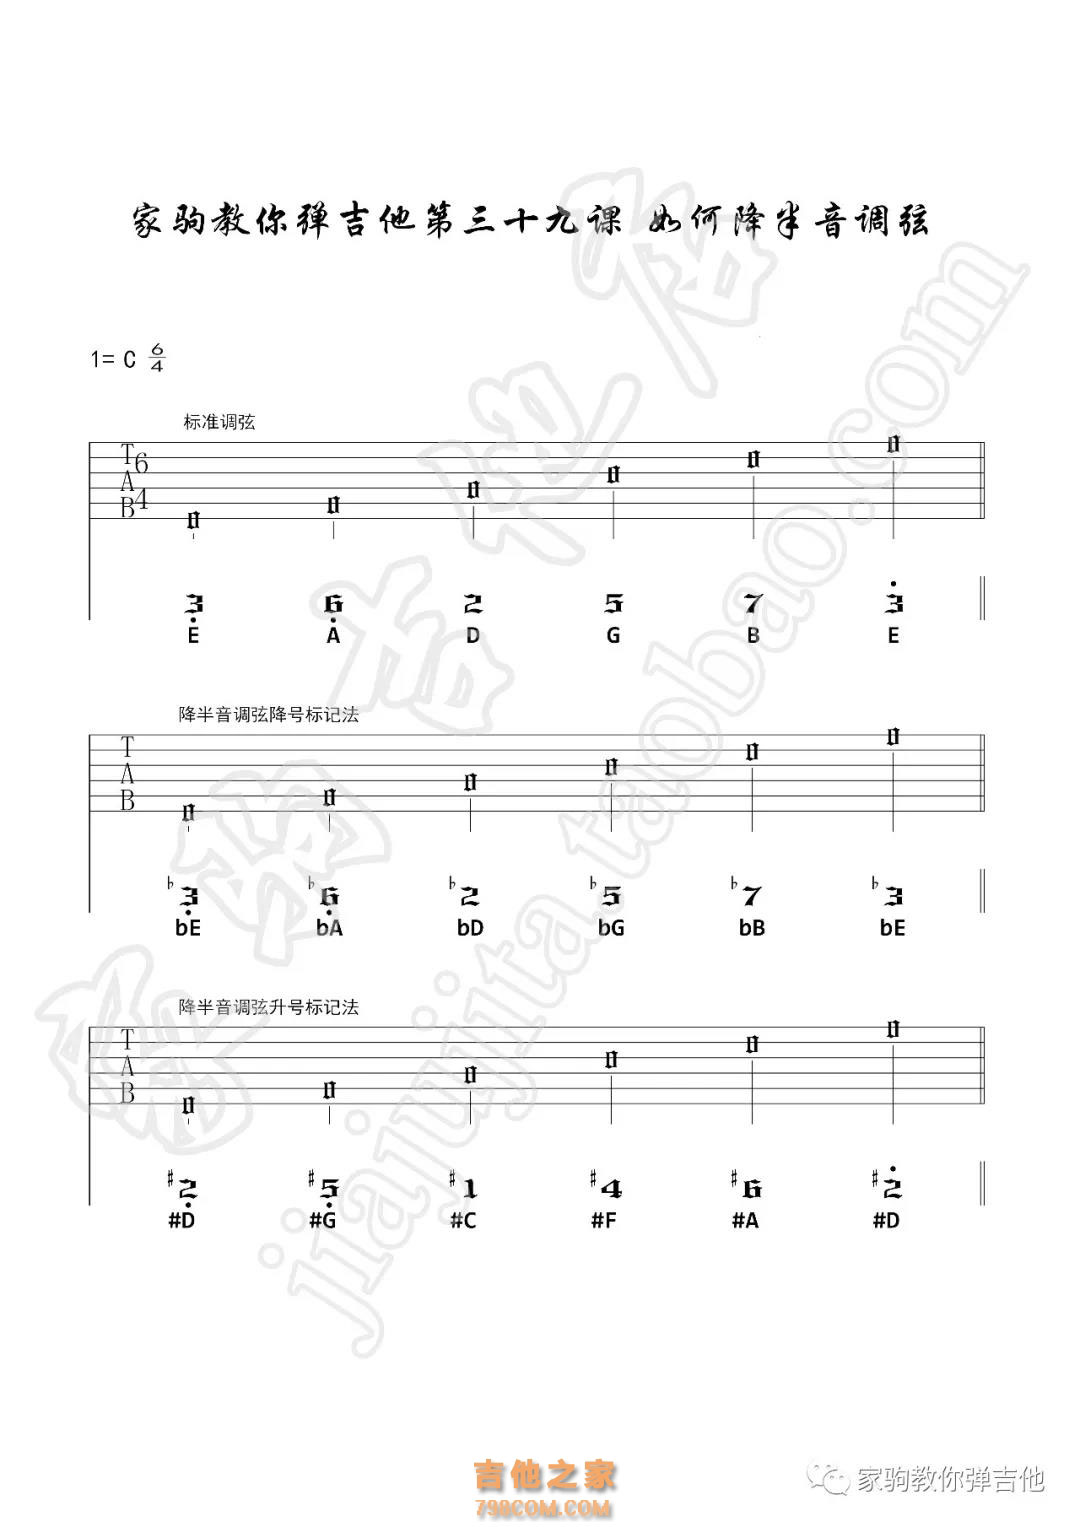 家驹教你弹吉他第三十九课 如何降半音调弦
1= C 6/4
标准调弦
T 6
A
B 4
0 0 0 0 0 0
3 6 2 5 7 3
E A D G B E
降半音调弦降号标记法
T
A
B
0 0 0 0 0 0
♭3 ♭6 ♭2 ♭5 ♭7 ♭3
bE bA bD bG bB bE
降半音调弦升号标记法
T
A
B
0 0 0 0 0 0
#2 #5 #1 #4 #6 #2
#D #G #C #F #A #D
家驹吉他坊
jiajujita.taobao.com
吉他之家
798COM.COM
家驹教你弹吉他